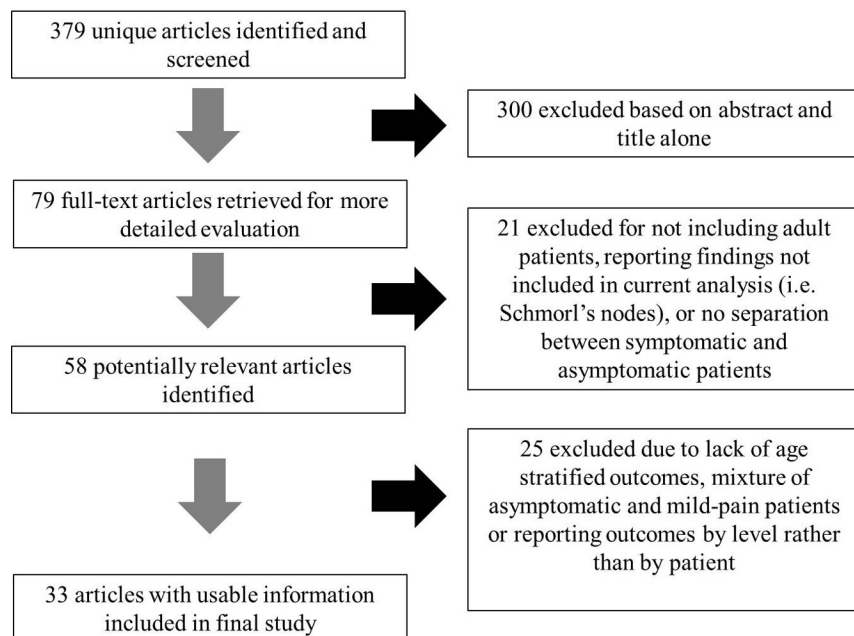 379 unique articles identified and
screened
300 excluded based on abstract and
title alone
79 full-text articles retrieved for more
detailed evaluation
21 excluded for not including adult
patients, reporting findings not
included in current analysis (i.e.
Schmorl's nodes), or no separation
between symptomatic and
asymptomatic patients
58 potentially relevant articles
identified
25 excluded due to lack of age
stratified outcomes, mixture of
asymptomatic and mild-pain patients
or reporting outcomes by level rather
than by patient
33 articles with usable information
included in final study